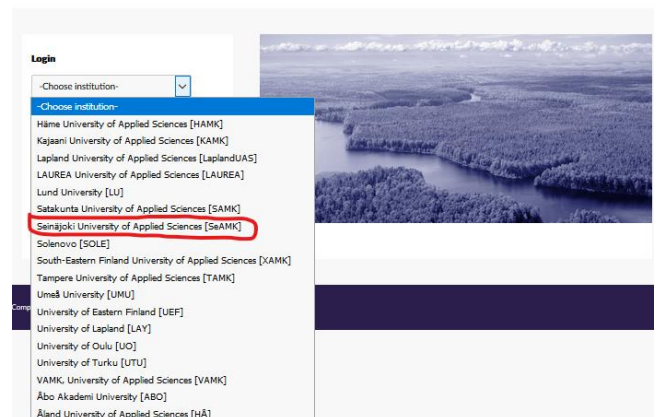 Login
-Choose institution-
-Choose institution-
Häme University of Applied Sciences [HAMK]
Kajaani University of Applied Sciences [KAMK]
Lapland University of Applied Sciences [LaplandUAS]
LAUREA University of Applied Sciences [LAUREA]
Lund University [LU]
Satakunta University of Applied Sciences [SAMK]
Seinäjoki University of Applied Sciences [SeAMK]
Solenovo [SOLE]
South-Eastern Finland University of Applied Sciences [XAMK]
Tampere University of Applied Sciences [TAMK]
Umeå University [UMU]
Comp
University of Eastern Finland [UEF]
University of Lapland [LAY]
University of Oulu [UO]
University of Turku [UTU]
VAMK, University of Applied Sciences [VAMK]
Åbo Akademi University [ABO]
Åland University of Applied Sciences [HÅ]